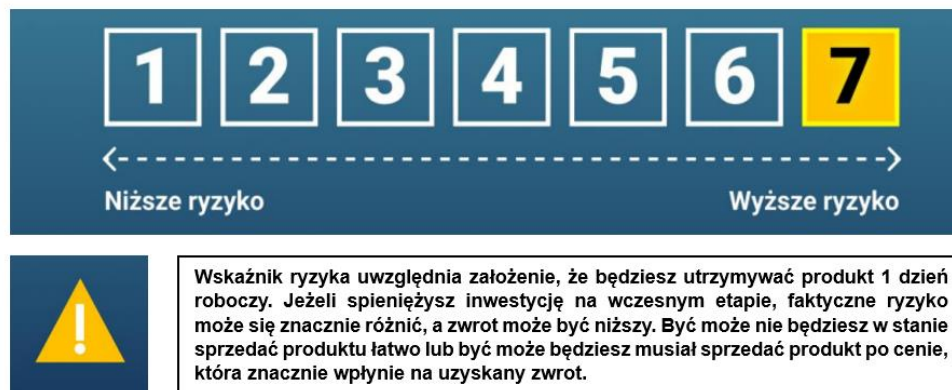 1 2 3 4 5 6 7
Niższe ryzyko Wyższe ryzyko
Wskaźnik ryzyka uwzględnia założenie, że będziesz utrzymywać produkt 1 dzień
roboczy. Jeżeli spieniężysz inwestycję na wczesnym etapie, faktyczne ryzyko
może się znacznie różnić, a zwrot może być niższy. Być może nie będziesz w stanie
sprzedać produktu łatwo lub być może będziesz musiał sprzedać produkt po cenie,
która znacznie wpłynie na uzyskany zwrot.